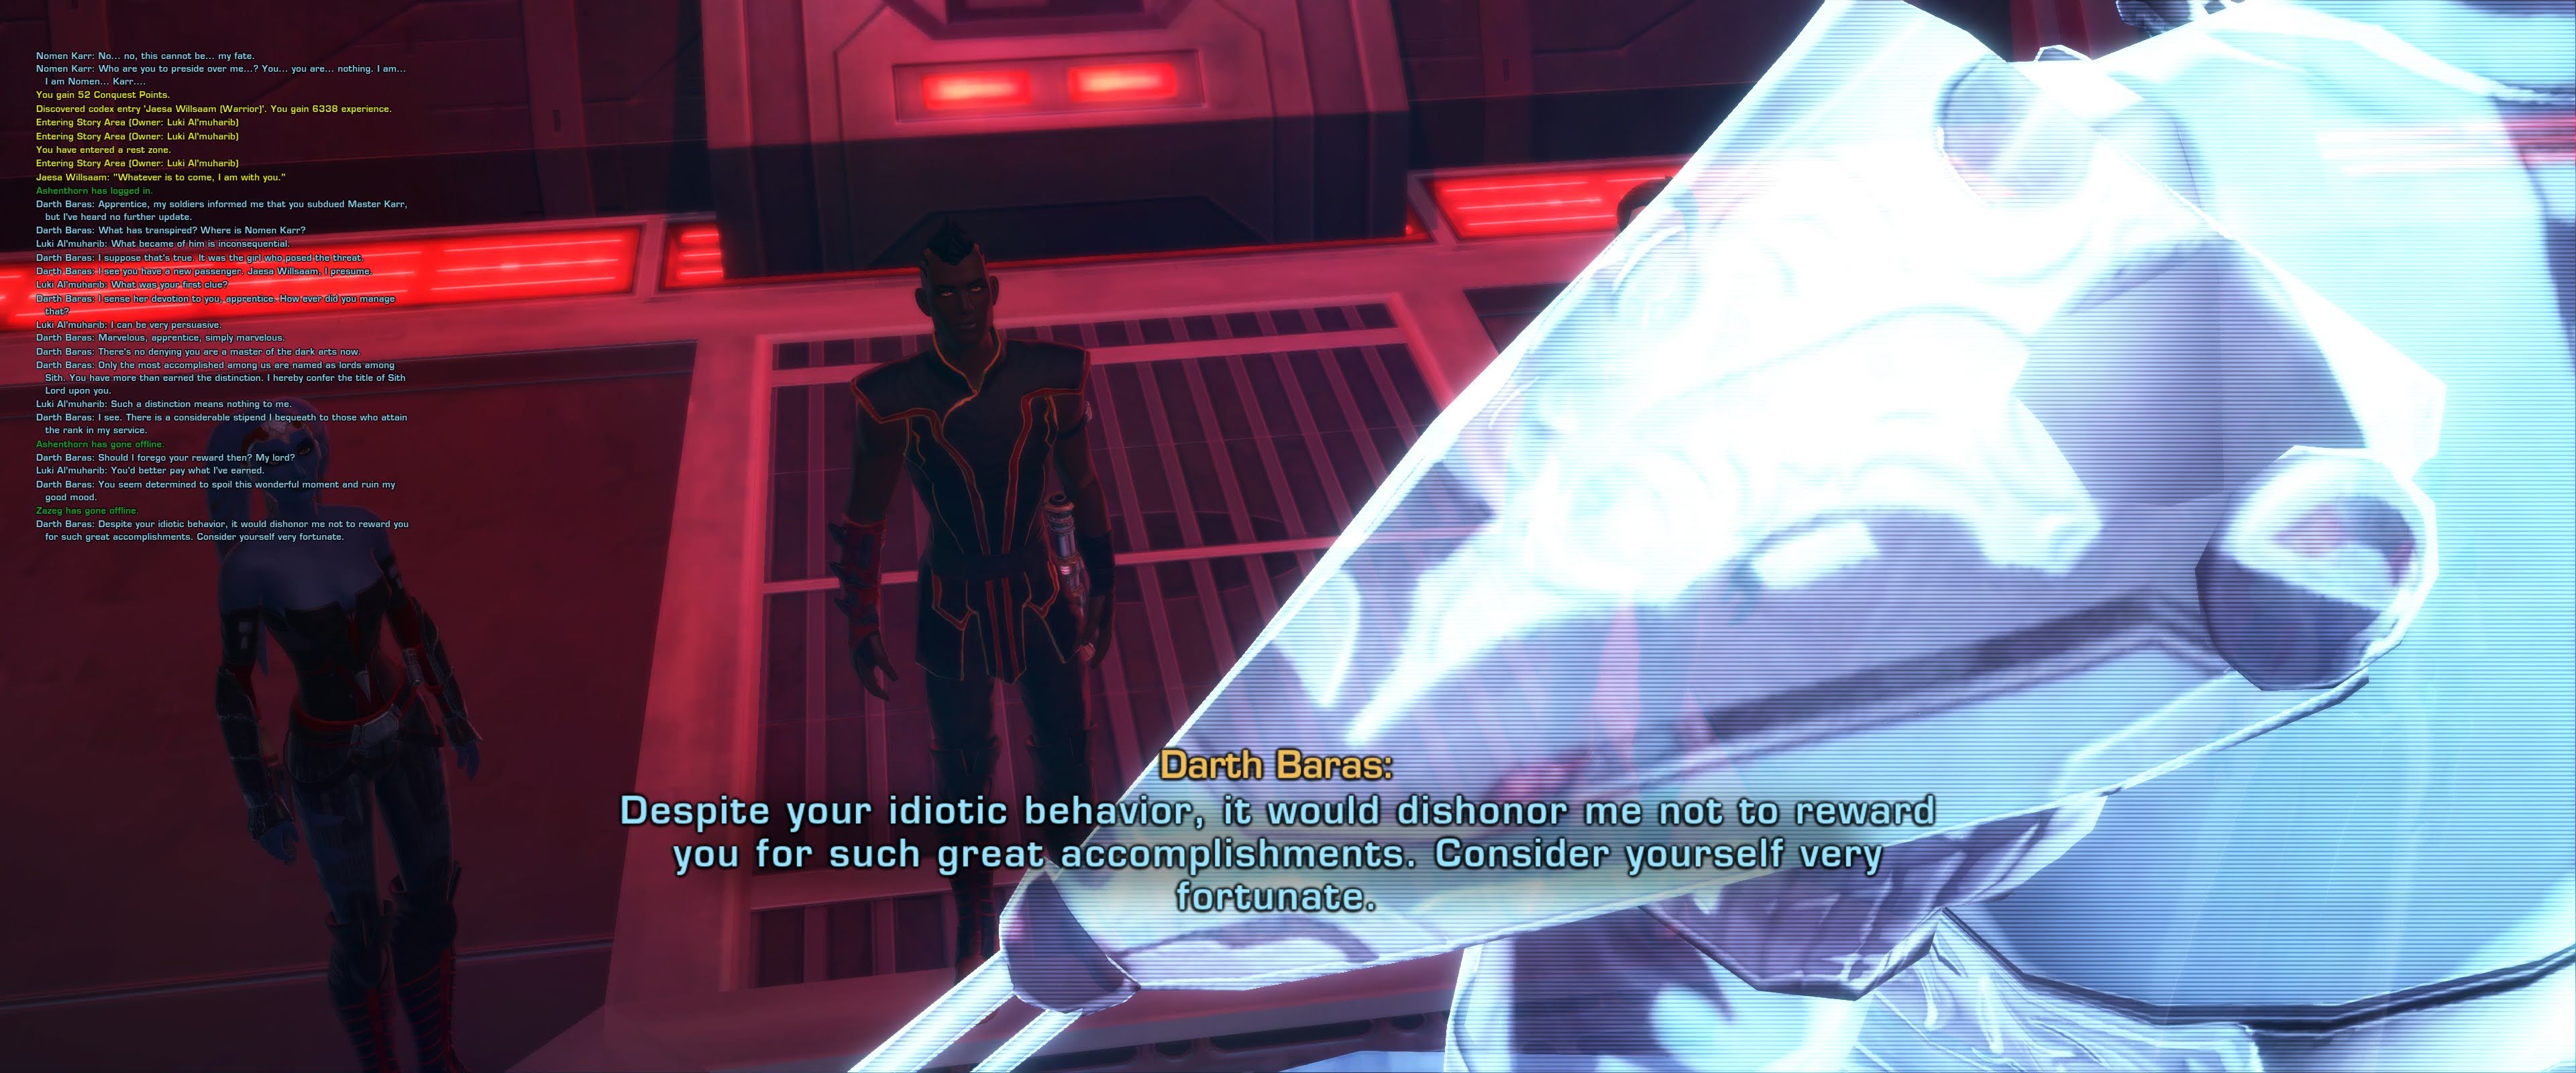 Nomen Karr: No... no, this cannot be... my fate.
Nomen Karr: Who are you to preside over me...? You... you are... nothing. I am...
I am Nomen... Karr....
You gain 52 Conquest Points.
Discovered codex entry 'Jaesa Willsaam (Warrior)'. You gain 6338 experience.
Entering Story Area (Owner: Luki Al'muharib)
Entering Story Area (Owner: Luki Al'muharib)
You have entered a rest zone.
Entering Story Area (Owner: Luki Al'muharib)
Jaesa Willsaam: "Whatever is to come, I am with you."
Ashenthorn has logged in.
Darth Baras: Apprentice, my soldiers informed me that you subdued Master Karr,
but I've heard no further update.
Darth Baras: What has transpired? Where is Nomen Karr?
Luki Al'muharib: What became of him is inconsequential.
Darth Baras: I suppose that's true. It was the girl who posed the threat.
Darth Baras: I see you have a new passenger. Jaesa Willsaam, I presume.
Luki Al'muharib: What was your first clue?
Darth Baras: I sense her devotion to you, apprentice. How ever did you manage
that?
Luki Al'muharib: I can be very persuasive.
Darth Baras: Marvelous, apprentice, simply marvelous.
Darth Baras: There's no denying you are a master of the dark arts now.
Darth Baras: Only the most accomplished among us are named as lords among
Sith. You have more than earned the distinction. I hereby confer the title of Sith
Lord upon you.
Luki Al'muharib: Such a distinction means nothing to me.
Darth Baras: I see. There is a considerable stipend I bequeath to those who attain
the rank in my service.
Ashenthorn has gone offline.
Darth Baras: Should I forego your reward then? My lord?
Luki Al'muharib: You'd better pay what I've earned.
Darth Baras: You seem determined to spoil this wonderful moment and ruin my
good mood.
Zazeg has gone offline.
Darth Baras: Despite your idiotic behavior, it would dishonor me not to reward you
for such great accomplishments. Consider yourself very fortunate.
Darth Baras:
Despite your idiotic behavior, it would dishonor me not to reward
you for such great accomplishments. Consider yourself very
fortunate.